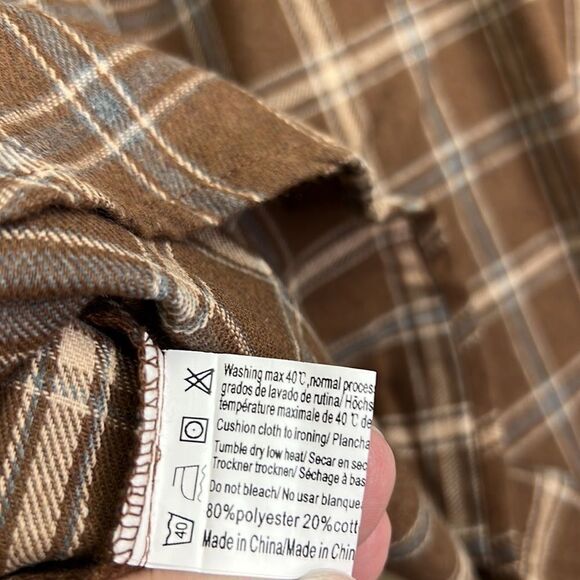 Washing max 40℃,normal process
grados de lavado de rutina/ Höchs
température maximale de 40 ℃ de
Cushion cloth to ironing/ Plancha
Tumble dry low heat/ Secar en sec
Trockner trocknen/ Séchage à bas
Do not bleach/ No usar blanque
80%polyester 20%cott
Made in China/Made in Chin
40